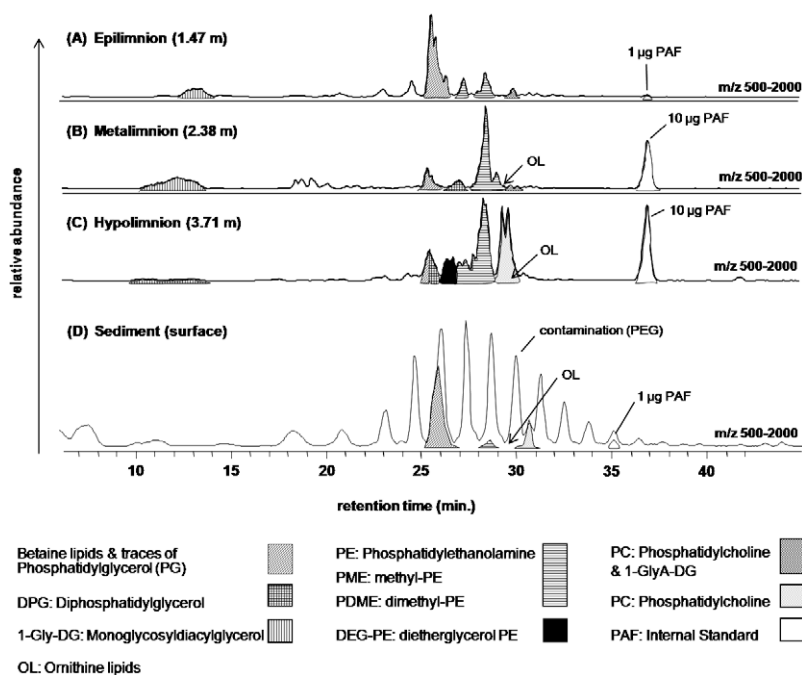 (A) Epilimnion (1.47 m)
1 µg PAF
m/z 500-2000
(B) Metalimnion (2.38 m)
10 µg PAF
OL
m/z 500-2000
(C) Hypolimnion (3.71 m)
10 µg PAF
OL
m/z 500-2000
(D) Sediment (surface)
contamination (PEG)
OL
1 µg PAF
m/z 500-2000
relative abundance
10 15 20 25 30 35 40
retention time (min.)
Betaine lipids & traces of
Phosphatidylglycerol (PG)
DPG: Diphosphatidylglycerol
1-Gly-DG: Monoglycosyldiacylglycerol
OL: Ornithine lipids
PE: Phosphatidylethanolamine
PME: methyl-PE
PDME: dimethyl-PE
DEG-PE: dietherglycerol PE
PC: Phosphatidylcholine
& 1-GlyA-DG
PC: Phosphatidylcholine
PAF: Internal Standard